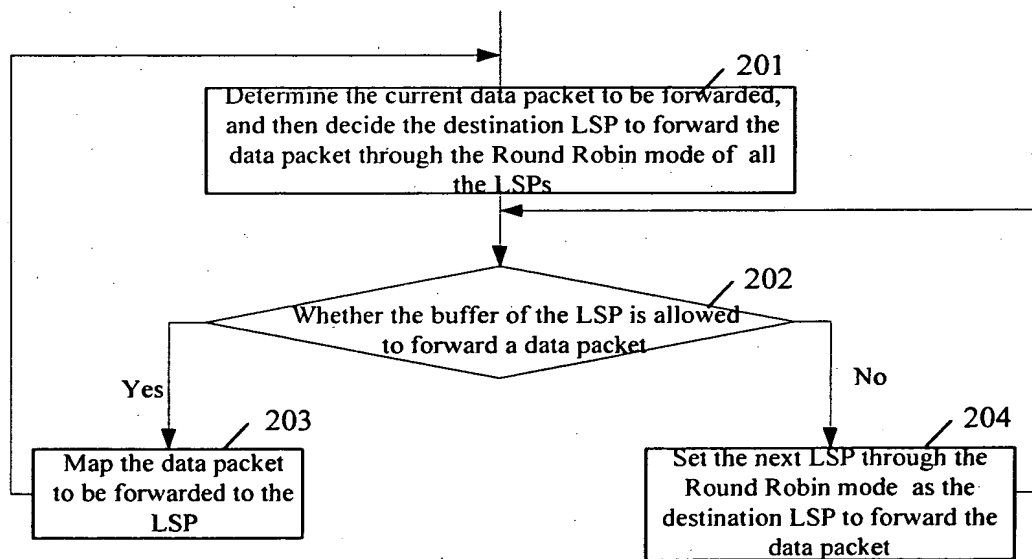 201
Determine the current data packet to be forwarded,
and then decide the destination LSP to forward the
data packet through the Round Robin mode of all
the LSPs
202
Whether the buffer of the LSP is allowed
to forward a data packet
Yes
No
203
Map the data packet
to be forwarded to the
LSP
204
Set the next LSP through the
Round Robin mode as the
destination LSP to forward the
data packet